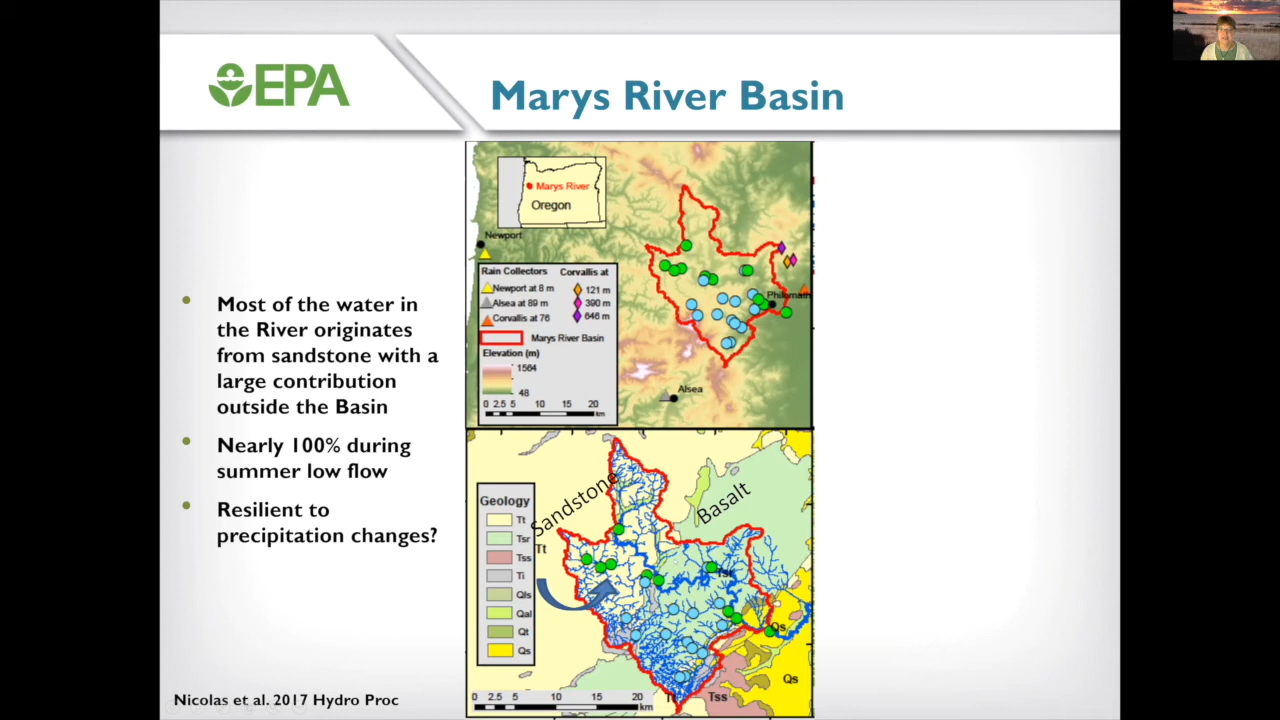 EPA
Marys River Basin
• Most of the water in
the River originates
from sandstone with a
large contribution
outside the Basin
• Nearly 100% during
summer low flow
• Resilient to
precipitation changes?
Nicolas et al. 2017 Hydro Proc
Marys River
Oregon
Newport
Philomath
Alsea
Rain Collectors
Newport at 8 m
Alsea at 89 m
Corvallis at 76
Corvallis at
121 m
390 m
646 m
Marys River Basin
Elevation (m)
1564
48
0 2.5 5 10 15 20
km
Geology
Tt
Tsr
Tss
Ti
Qls
Qal
Qt
Qs
Sandstone
Basalt
Tt
Tsr
Qs
Qs
Tss
0 2.5 5 10 15 20
km